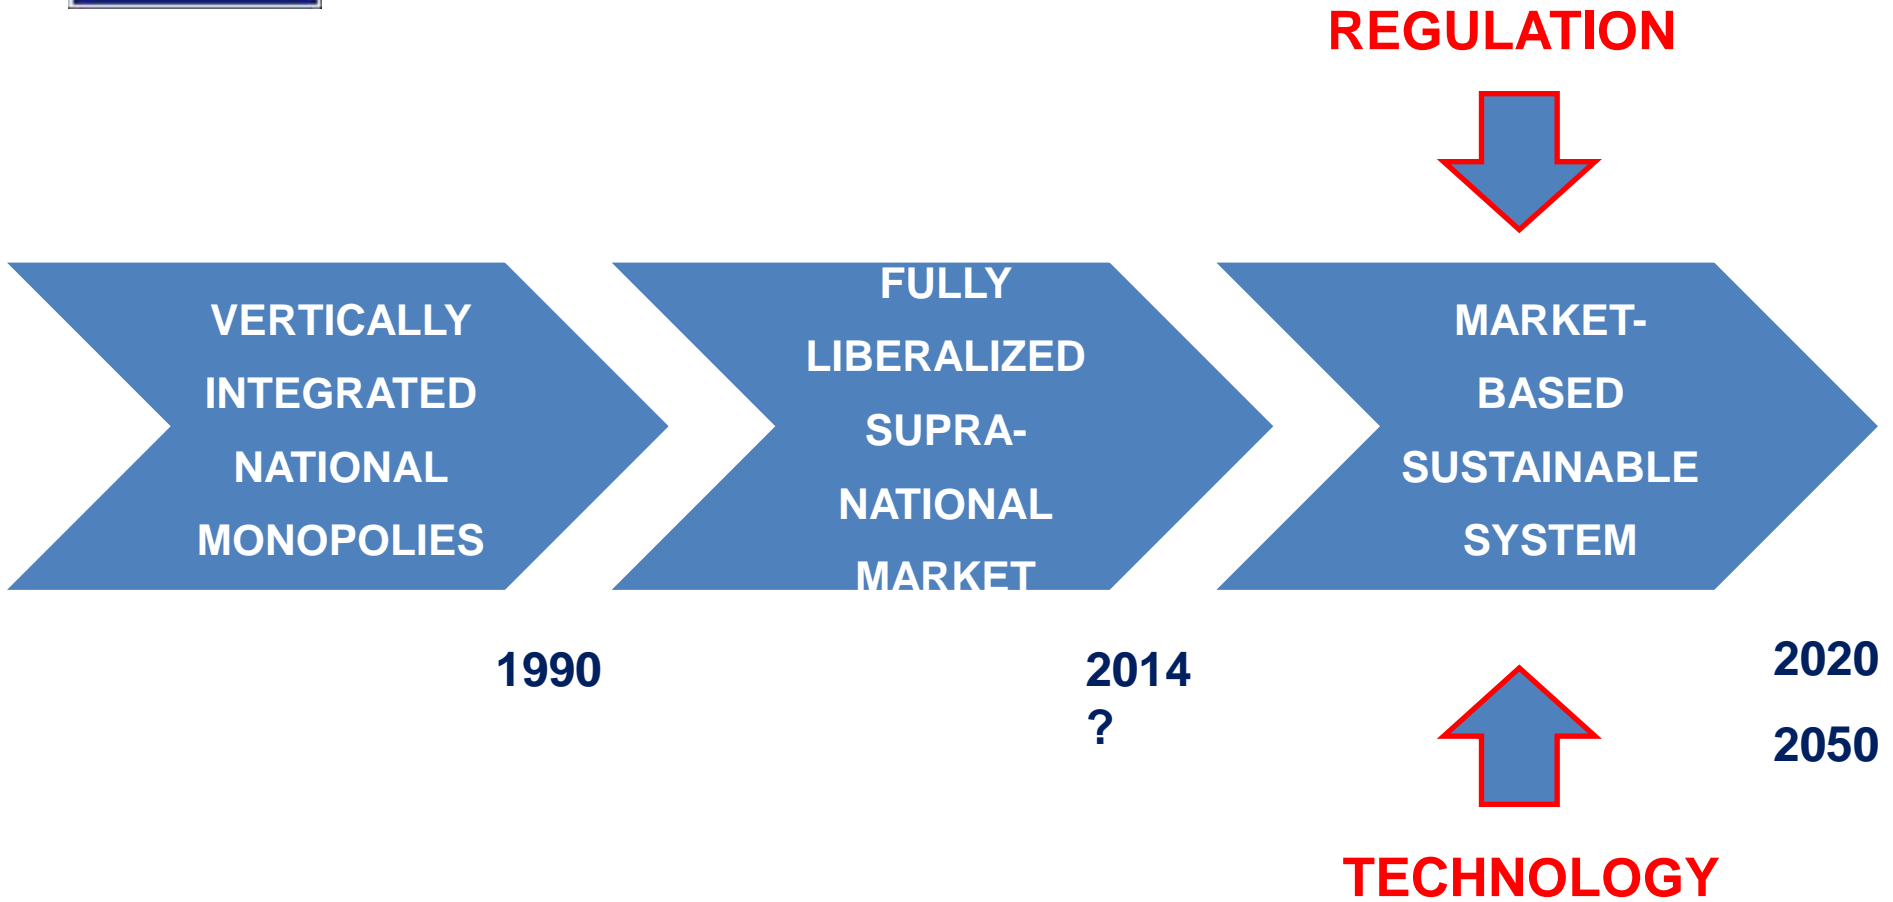 REGULATION
VERTICALLY
INTEGRATED
NATIONAL
MONOPOLIES
FULLY
LIBERALIZED
SUPRA-
NATIONAL
MARKET
MARKET-
BASED
SUSTAINABLE
SYSTEM
1990
2014
?
2020
2050
TECHNOLOGY